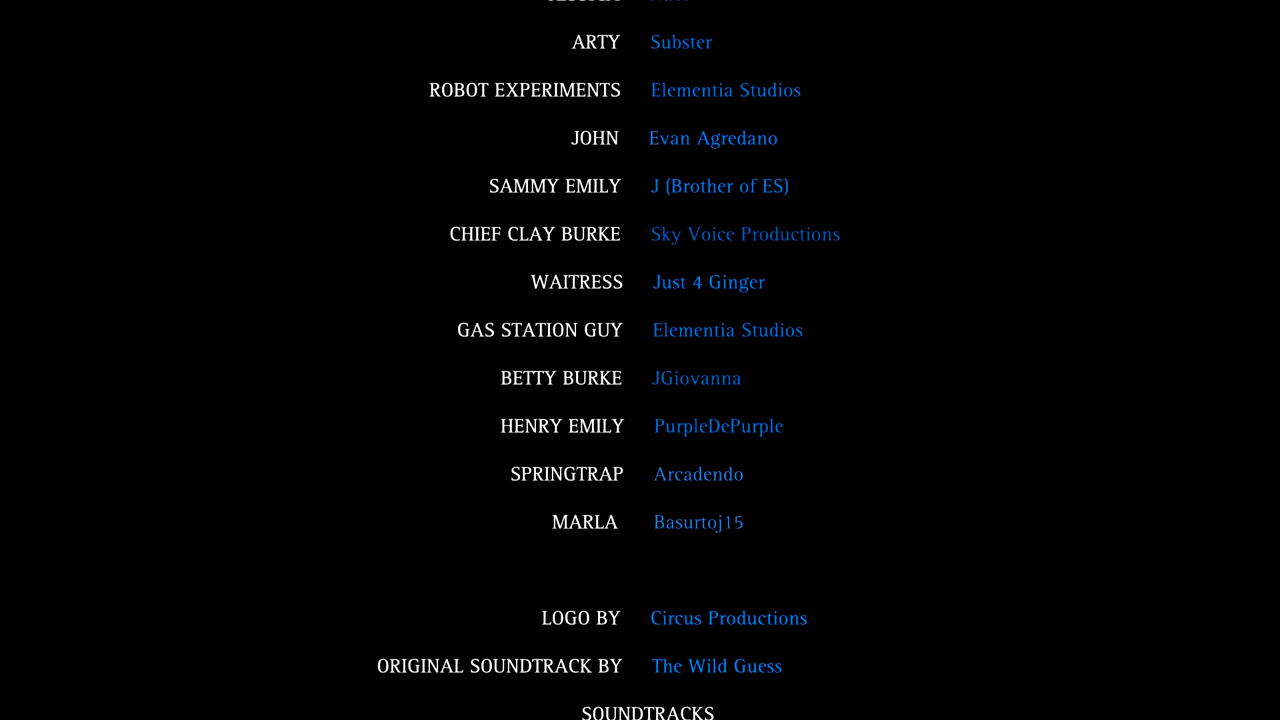 ARTY Subster
ROBOT EXPERIMENTS Elementia Studios
JOHN Evan Agredano
SAMMY EMILY J (Brother of ES)
CHIEF CLAY BURKE Sky Voice Productions
WAITRESS Just 4 Ginger
GAS STATION GUY Elementia Studios
BETTY BURKE JGiovanna
HENRY EMILY PurpleDePurple
SPRINGTRAP Arcadendo
MARLA Basurtoj15
LOGO BY Circus Productions
ORIGINAL SOUNDTRACK BY The Wild Guess
SOUNDTRACKS